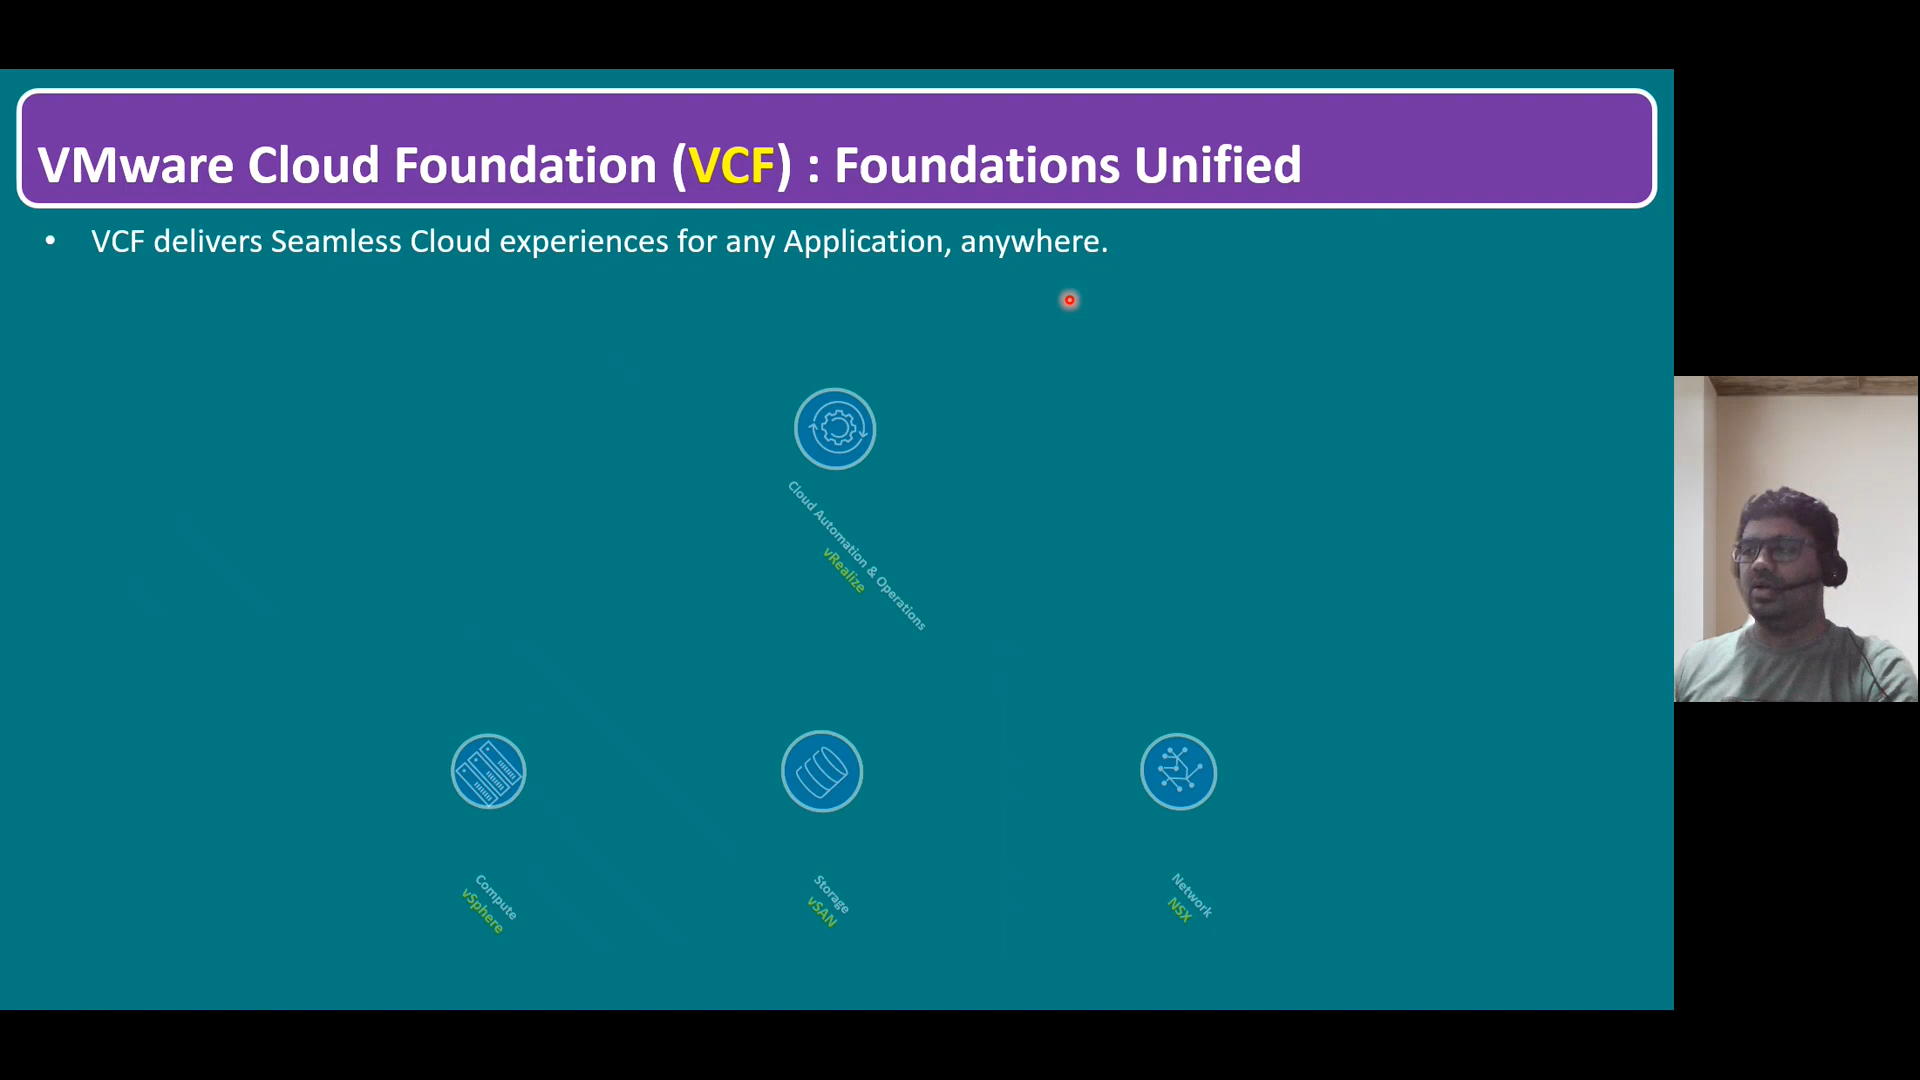 VMware Cloud Foundation (VCF) : Foundations Unified
• VCF delivers Seamless Cloud experiences for any Application, anywhere.
Cloud Automation & Operations
vRealize
Compute
vSphere
Storage
vSAN
Network
NSX